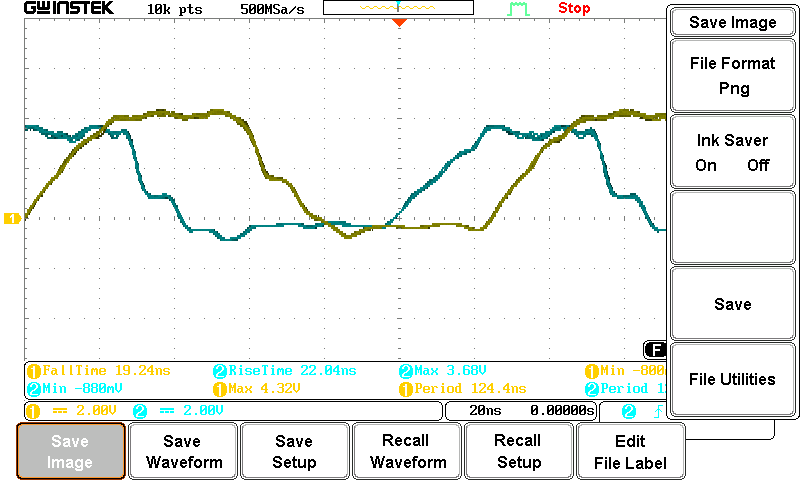 GWINSTEK 10k pts 500MSa/s T Stop
Save Image
File Format
Png
Ink Saver
On Off
1
Save
F
1 FallTime 19.24ns 2 RiseTime 22.04ns 2 Max 3.68V 1 Min -800
2 Min -880mV 1 Max 4.32V 1 Period 124.4ns 2 Period
File Utilities
1 2.00V 2 2.00V 20ns 0.00000s 2
Save
Image
Save
Waveform
Save
Setup
Recall
Waveform
Recall
Setup
Edit
File Label